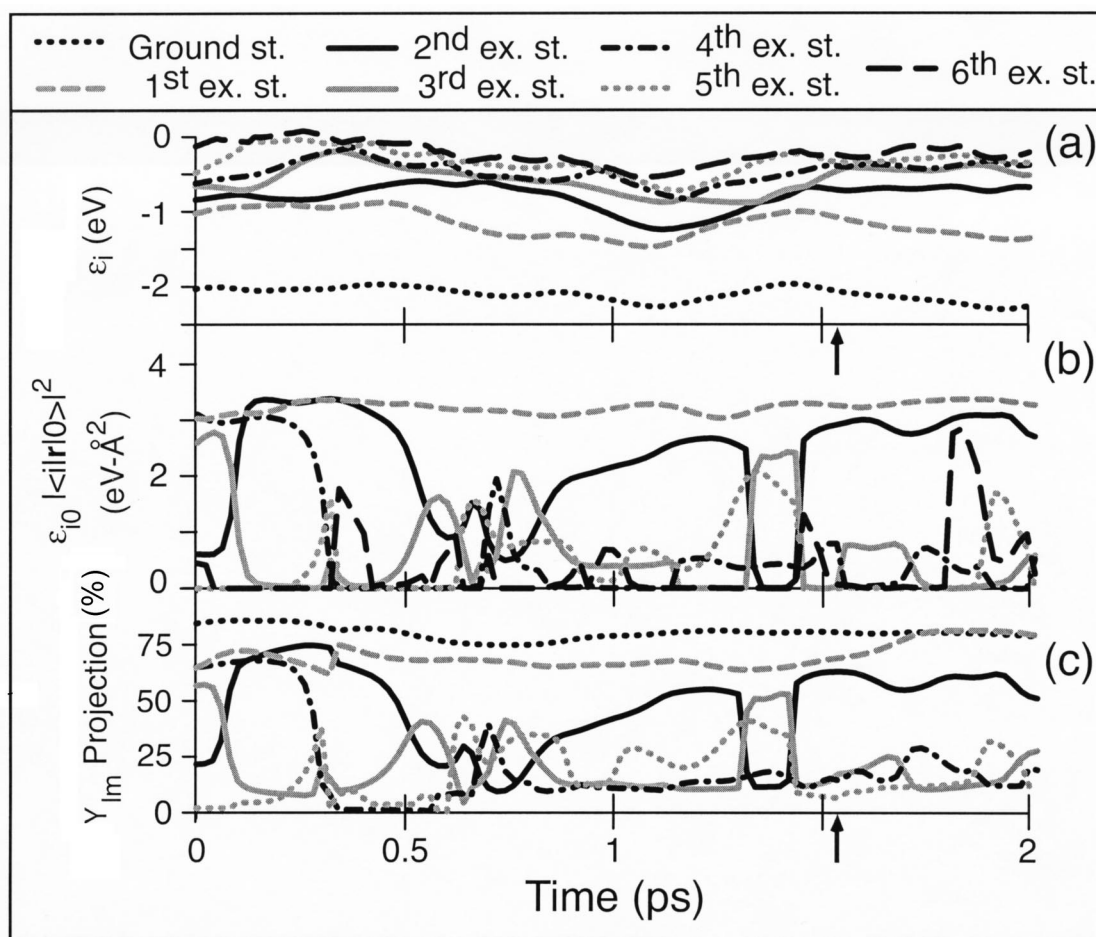 Ground st. 2nd ex. st. 4th ex. st. 6th ex. st.
1st ex. st. 3rd ex. st. 5th ex. st.
(a)
εi (eV)
0
-1
-2
(b)
εi0 |<i|r|0>|2
(eV-Å2)
4
2
0
(c)
Ylm Projection (%)
75
50
25
0
0 0.5 1 2
Time (ps)